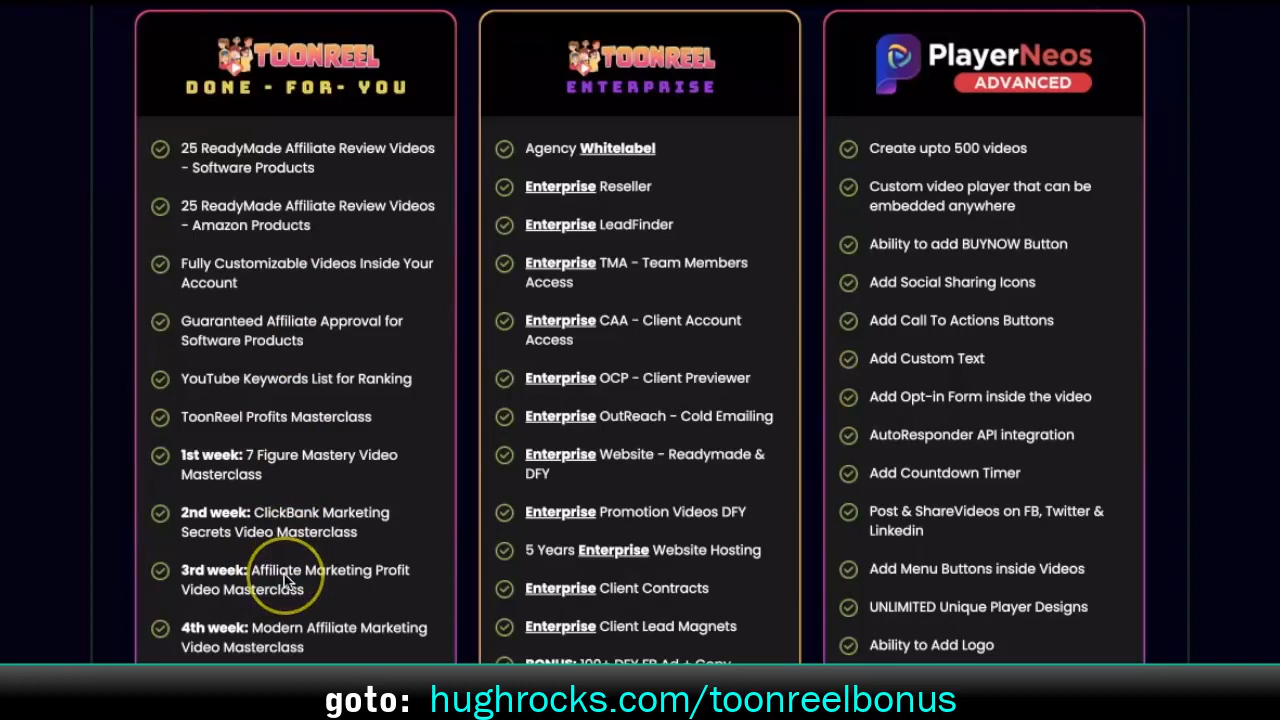 TOONREEL
DONE - FOR- YOU
25 ReadyMade Affiliate Review Videos
- Software Products
25 ReadyMade Affiliate Review Videos
- Amazon Products
Fully Customizable Videos Inside Your
Account
Guaranteed Affiliate Approval for
Software Products
YouTube Keywords List for Ranking
ToonReel Profits Masterclass
1st week: 7 Figure Mastery Video
Masterclass
2nd week: ClickBank Marketing
Secrets Video Masterclass
3rd week: Affiliate Marketing Profit
Video Masterclass
4th week: Modern Affiliate Marketing
Video Masterclass
TOONREEL
ENTERPRISE
Agency Whitelabel
Enterprise Reseller
Enterprise LeadFinder
Enterprise TMA - Team Members
Access
Enterprise CAA - Client Account
Access
Enterprise OCP - Client Previewer
Enterprise OutReach - Cold Emailing
Enterprise Website - Readymade &
DFY
Enterprise Promotion Videos DFY
5 Years Enterprise Website Hosting
Enterprise Client Contracts
Enterprise Client Lead Magnets
BONUS: 100+ DFY FB Ad + Copy
PlayerNeos
ADVANCED
Create upto 500 videos
Custom video player that can be
embedded anywhere
Ability to add BUYNOW Button
Add Social Sharing Icons
Add Call To Actions Buttons
Add Custom Text
Add Opt-in Form inside the video
AutoResponder API integration
Add Countdown Timer
Post & ShareVideos on FB, Twitter &
Linkedin
Add Menu Buttons inside Videos
UNLIMITED Unique Player Designs
Ability to Add Logo
goto: hughrocks.com/toonreelbonus